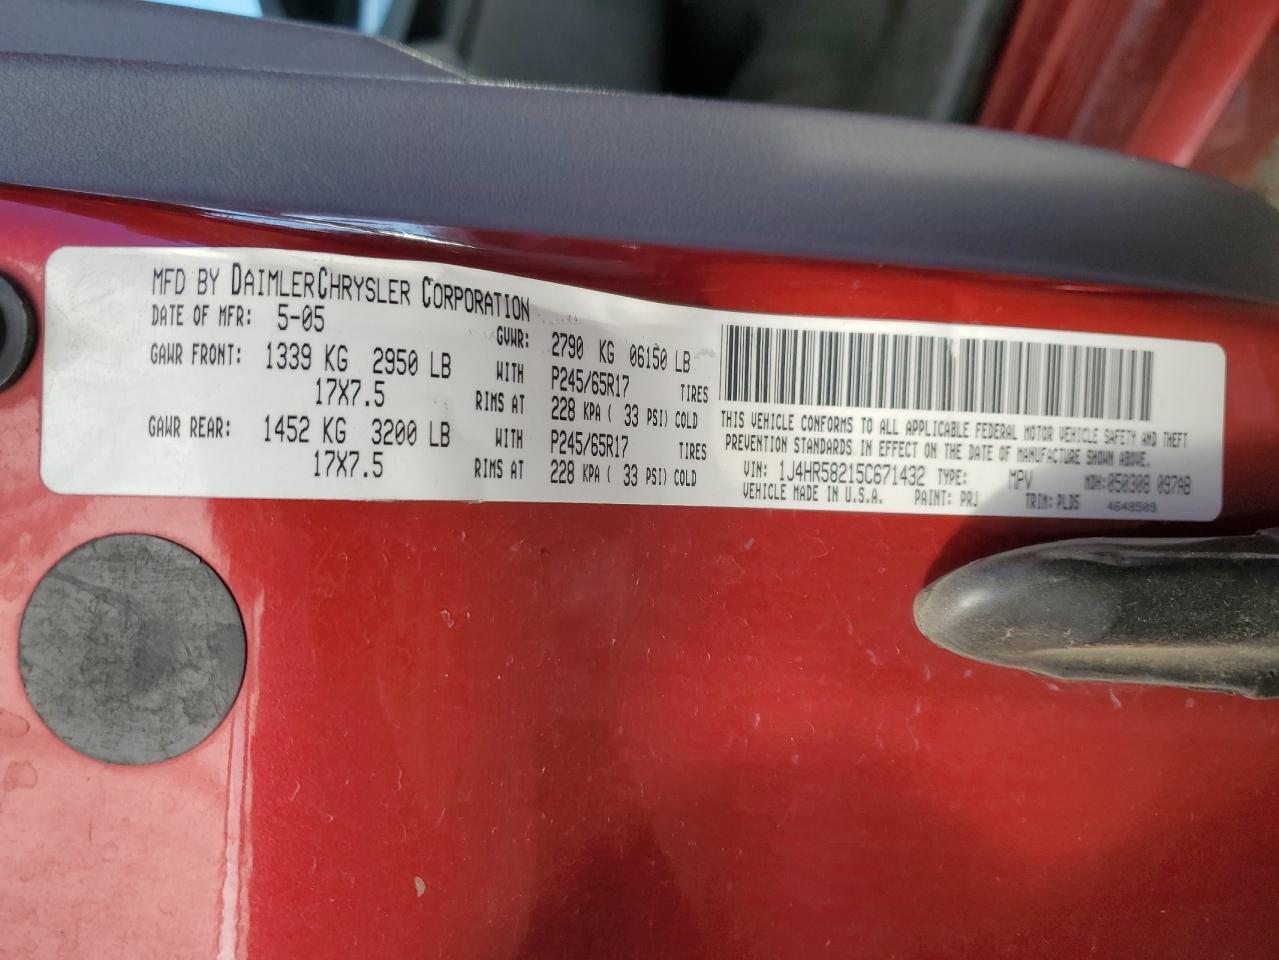 MFD BY DAIMLERCHRYSLER CORPORATION
DATE OF MFR: 5-05 GVWR: 2790 KG 06150 LB
GAWR FRONT: 1339 KG 2950 LB WITH P245/65R17 TIRES
17X7.5 RIMS AT 228 KPA ( 33 PSI) COLD
GAWR REAR: 1452 KG 3200 LB WITH P245/65R17 TIRES
17X7.5 RIMS AT 228 KPA ( 33 PSI) COLD
THIS VEHICLE CONFORMS TO ALL APPLICABLE FEDERAL MOTOR VEHICLE SAFETY AND THEFT
PREVENTION STANDARDS IN EFFECT ON THE DATE OF MANUFACTURE SHOWN ABOVE.
VIN: 1J4HR58215C671432 TYPE: MPV MDH: 050308 097AB
VEHICLE MADE IN U.S.A. PAINT: PRJ TRIM: PLD5 4648509